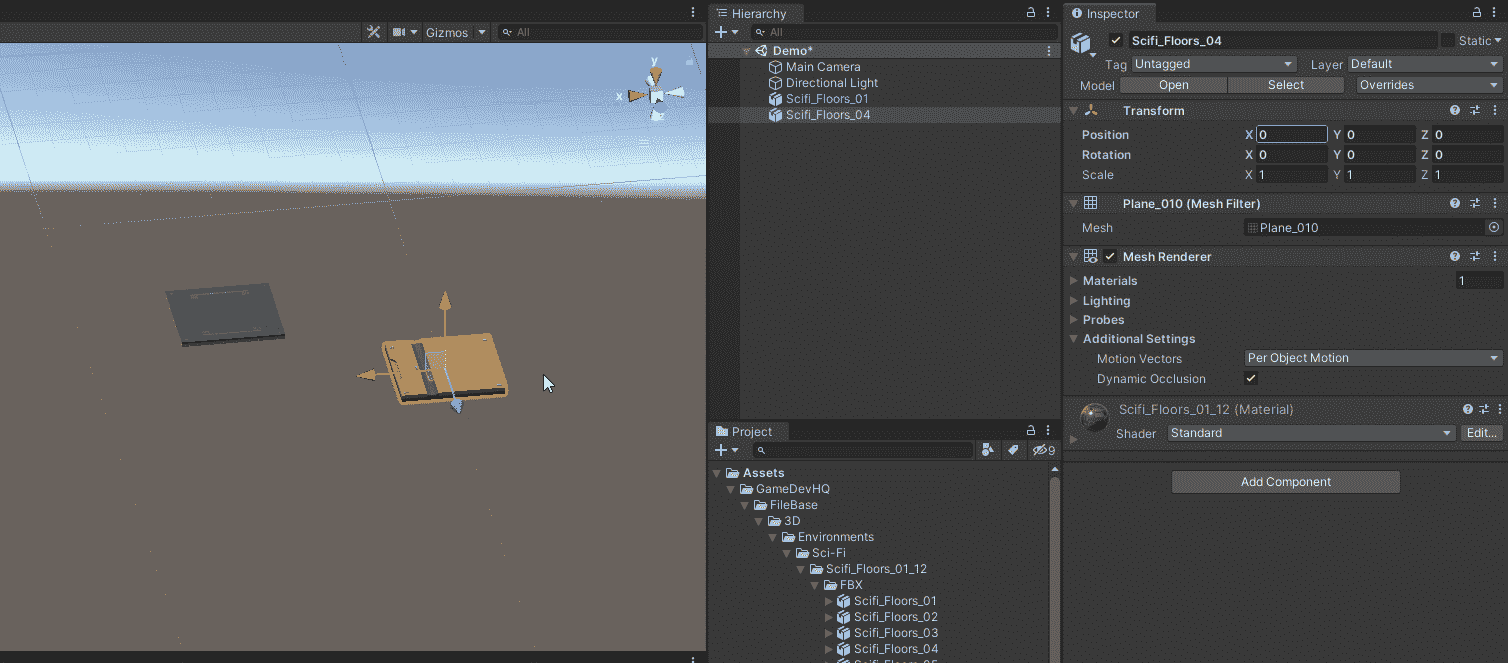 Gizmos All
y
x
z
Hierarchy
All
Demo*
Main Camera
Directional Light
Scifi_Floors_01
Scifi_Floors_04
Project
9
Assets
GameDevHQ
FileBase
3D
Environments
Sci-Fi
Scifi_Floors_01_12
FBX
Scifi_Floors_01
Scifi_Floors_02
Scifi_Floors_03
Scifi_Floors_04
Inspector
Scifi_Floors_04 Static
Tag Untagged Layer Default
Model Open Select Overrides
Transform
Position X 0 Y 0 Z 0
Rotation X 0 Y 0 Z 0
Scale X 1 Y 1 Z 1
Plane_010 (Mesh Filter)
Mesh Plane_010
Mesh Renderer
Materials 1
Lighting
Probes
Additional Settings
Motion Vectors Per Object Motion
Dynamic Occlusion
Scifi_Floors_01_12 (Material)
Shader Standard Edit...
Add Component